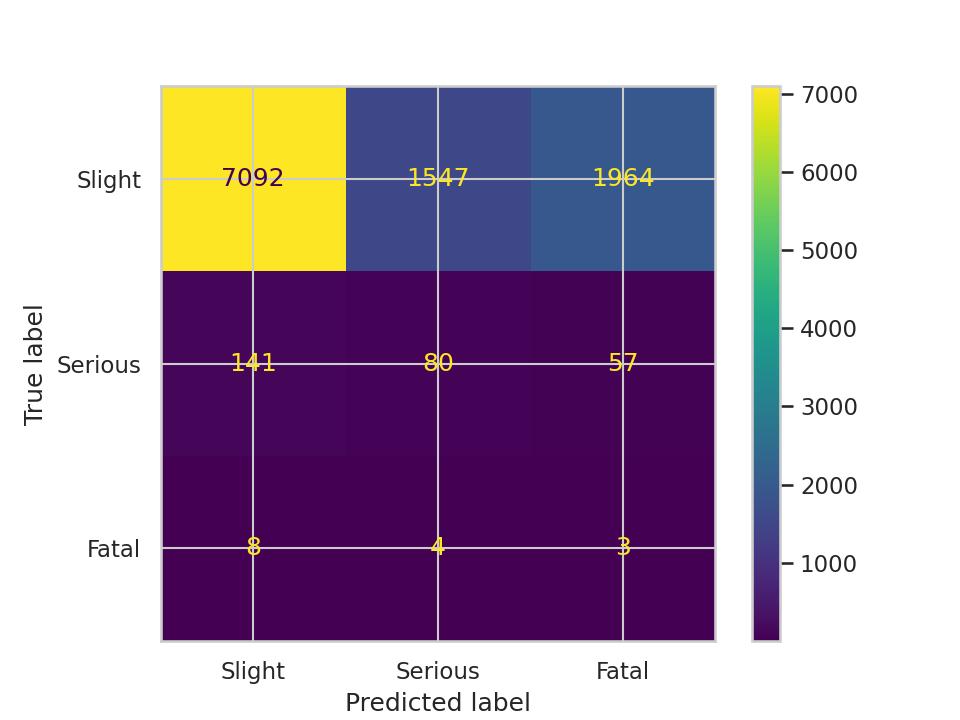 7000
Slight 7092 1547 1964
6000
5000
4000
True label
Serious 141 80 57
3000
2000
Fatal 8 4 3
1000
Slight Serious Fatal
Predicted label